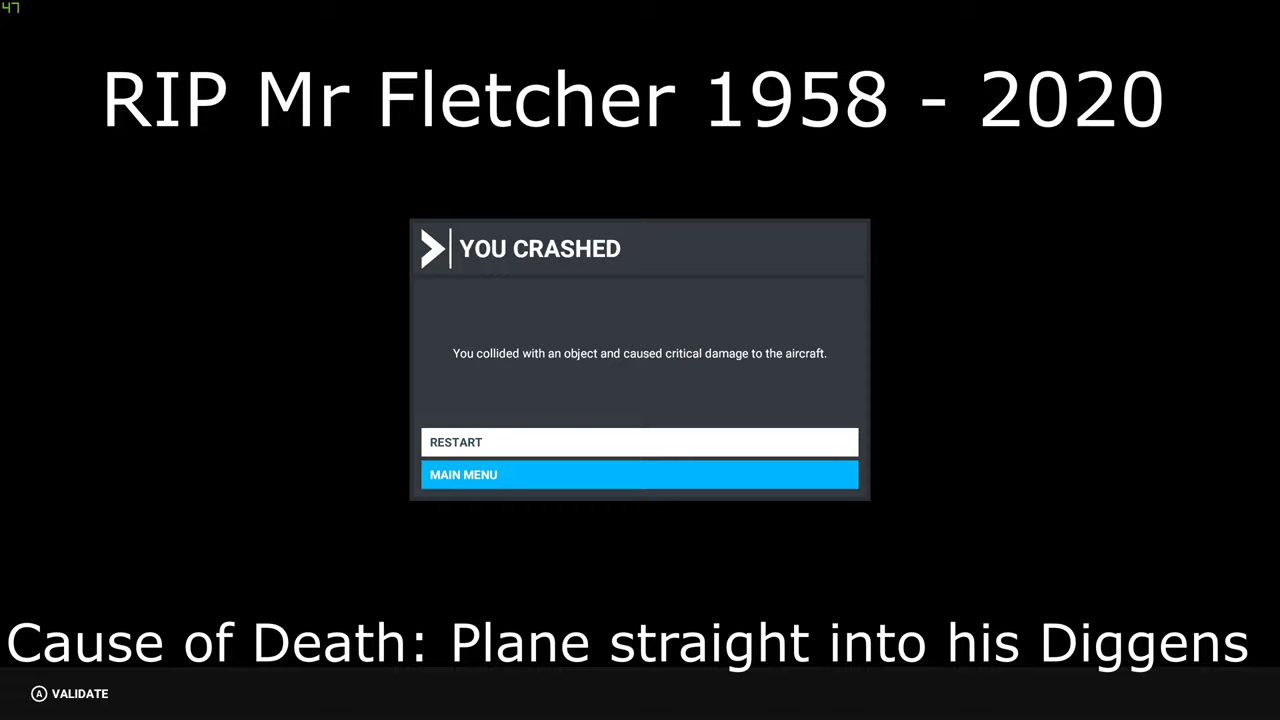 47
RIP Mr Fletcher 1958 - 2020
YOU CRASHED
You collided with an object and caused critical damage to the aircraft.
RESTART
MAIN MENU
Cause of Death: Plane straight into his Diggens
A VALIDATE